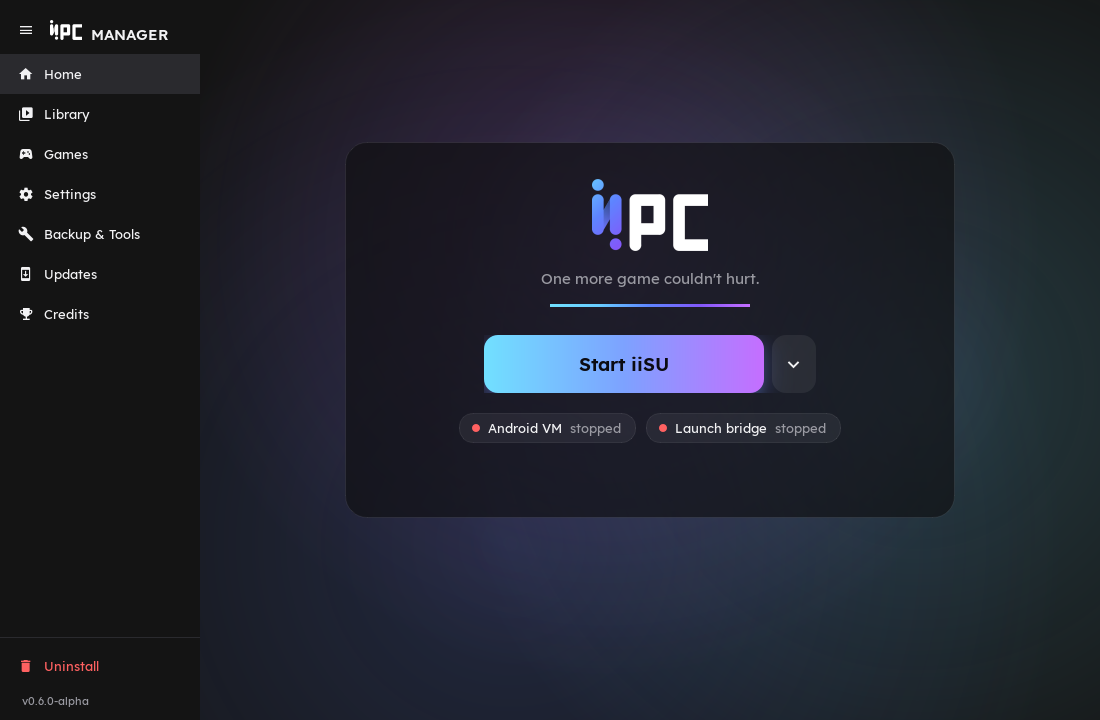 iiPC MANAGER
Home
Library
Games
Settings
Backup & Tools
Updates
Credits
Uninstall
v0.6.0-alpha
iiPC
One more game couldn't hurt.
Start iiSU
Android VM stopped
Launch bridge stopped